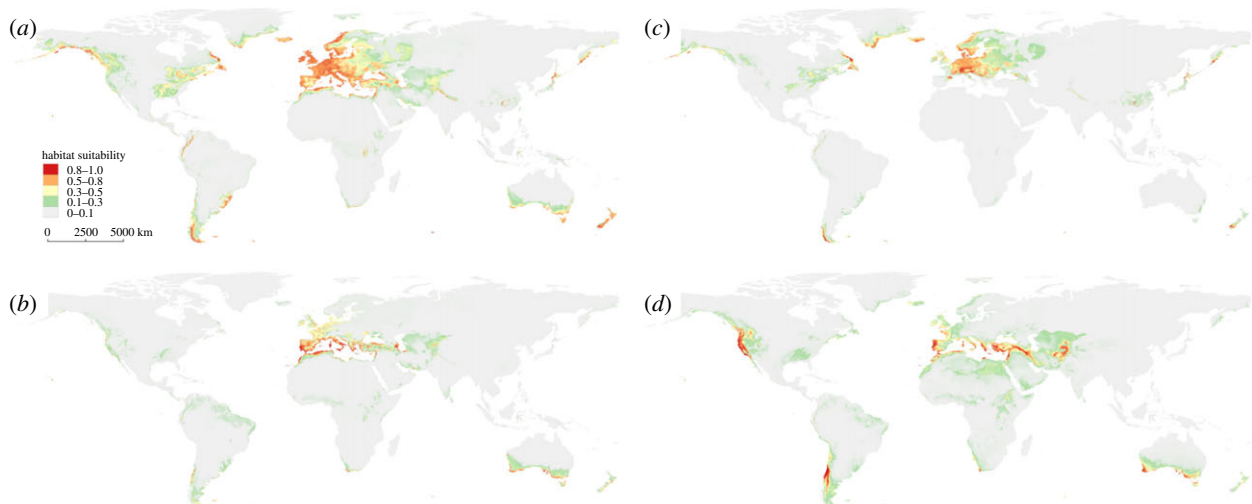 (a)
(c)
habitat suitability
0.8–1.0
0.5–0.8
0.3–0.5
0.1–0.3
0–0.1
0 2500 5000 km
(b)
(d)